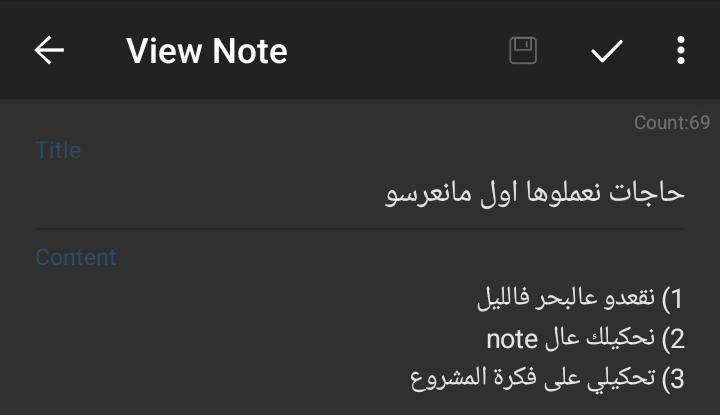 View Note
Count:69
Title
حاجات نعملوها اول مانعرسو
Content
1) نقعدو عالبحر فالليل
2) نحكيلك عال note
3) تحكيلي على فكرة المشروع